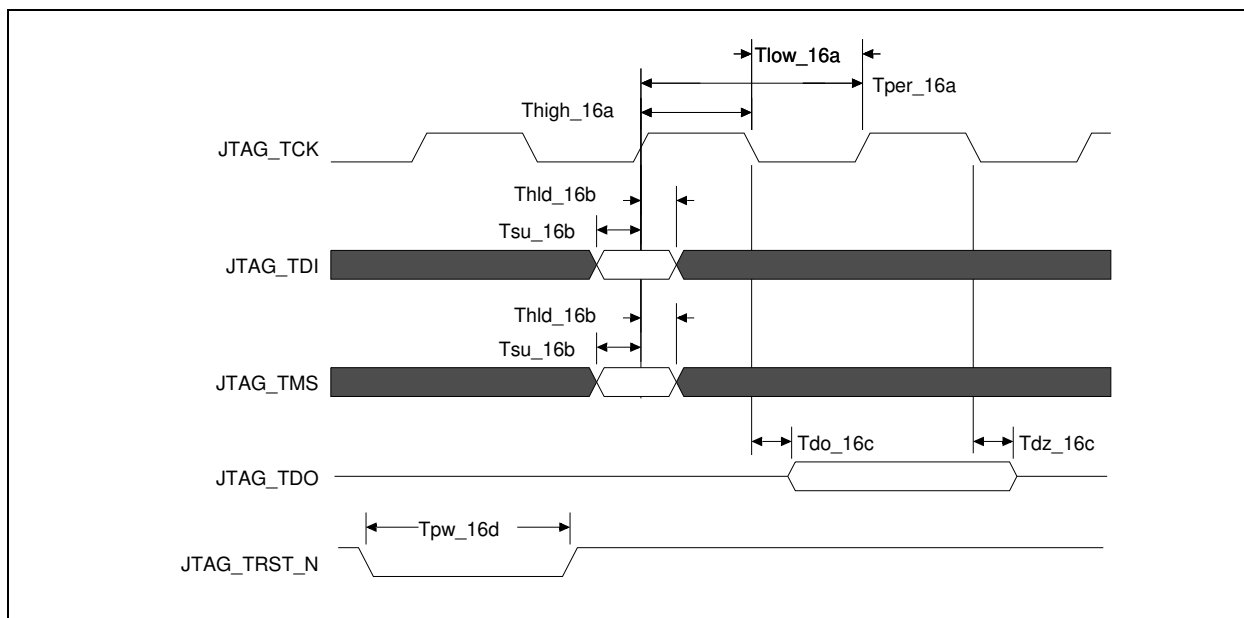 Tlow_16a
Tper_16a
Thigh_16a
JTAG_TCK
Thld_16b
Tsu_16b
JTAG_TDI
Thld_16b
Tsu_16b
JTAG_TMS
Tdo_16c
Tdz_16c
JTAG_TDO
Tpw_16d
JTAG_TRST_N